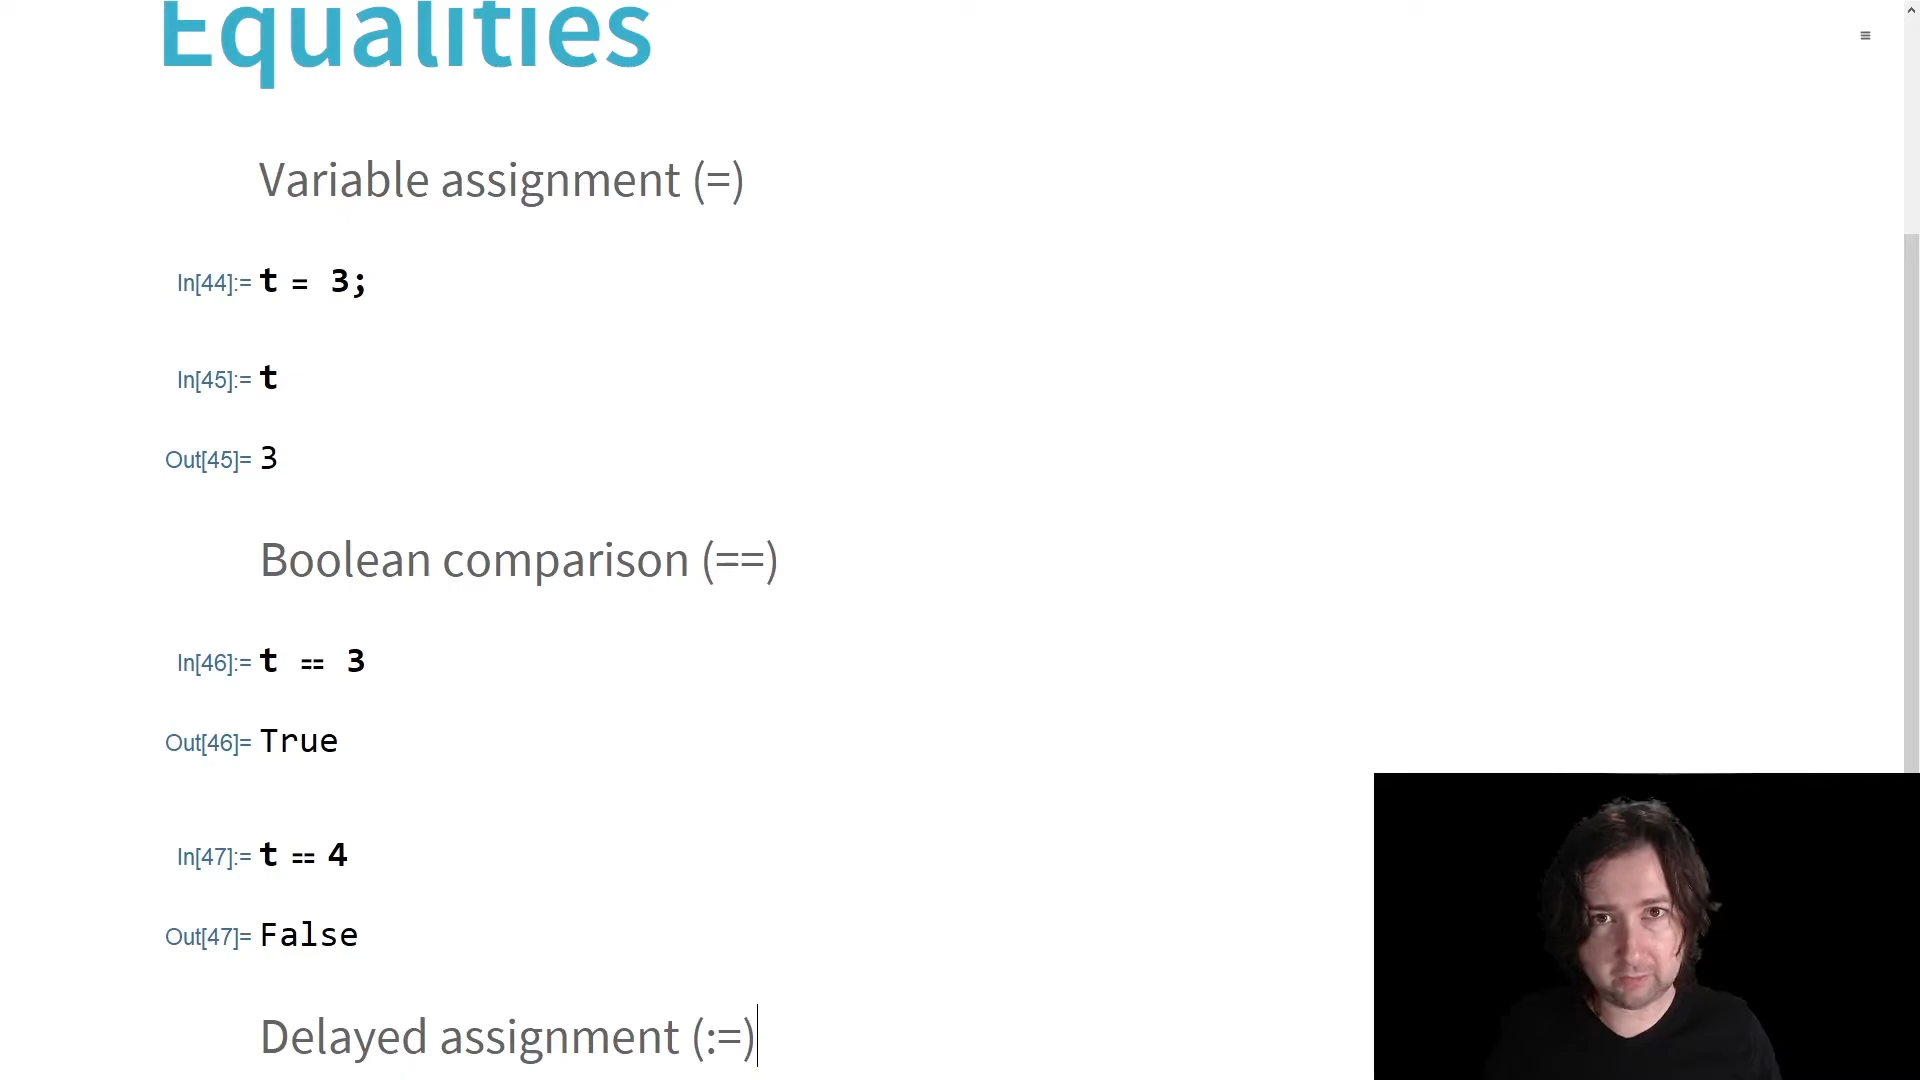 Equalities
Variable assignment (=)
In[44]:= t = 3;
In[45]:= t
Out[45]= 3
Boolean comparison (==)
In[46]:= t == 3
Out[46]= True
In[47]:= t == 4
Out[47]= False
Delayed assignment (:=)